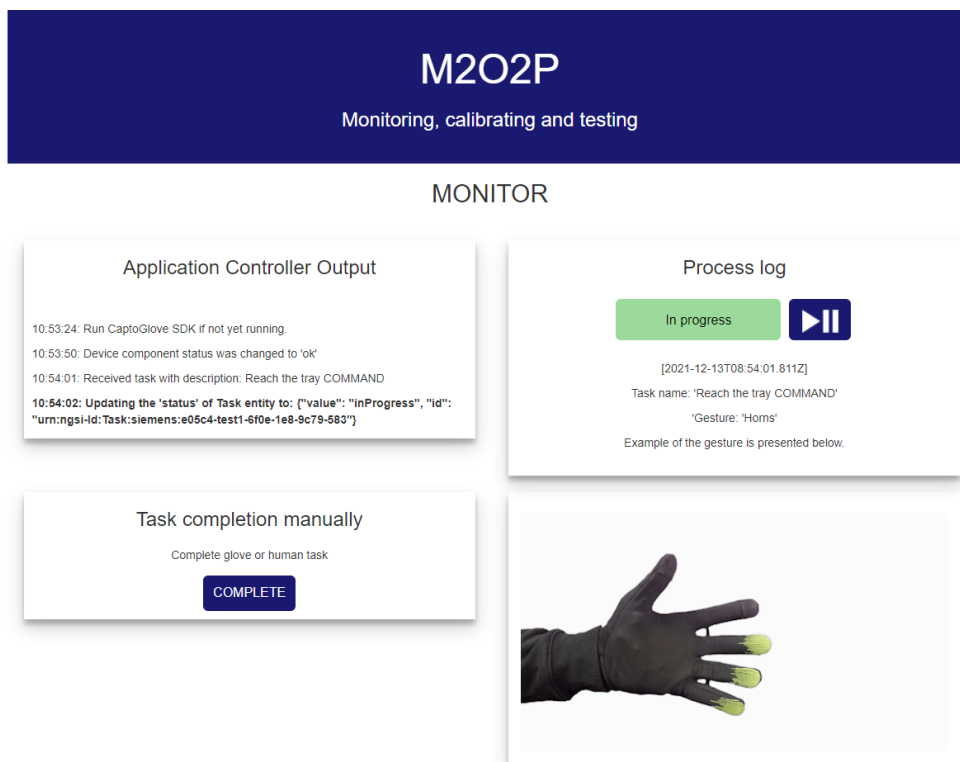 M2O2P
Monitoring, calibrating and testing
MONITOR
Application Controller Output
10:53:24: Run CaptoGlove SDK if not yet running.
10:53:50: Device component status was changed to 'ok'
10:54:01: Received task with description: Reach the tray COMMAND
10:54:02: Updating the 'status' of Task entity to: {"value": "inProgress", "id":
"urn:ngsi-ld:Task:siemens:e05c4-test1-6f0e-1e8-9c79-583"}
Process log
In progress
[2021-12-13T08:54:01.811Z]
Task name: 'Reach the tray COMMAND'
'Gesture: 'Horns'
Example of the gesture is presented below.
Task completion manually
Complete glove or human task
COMPLETE